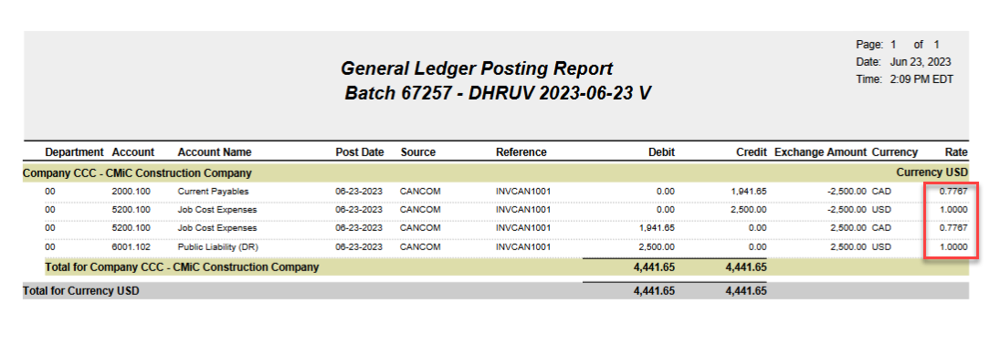 Page: 1 of 1
General Ledger Posting Report
Date: Jun 23, 2023
Time: 2:09 PM EDT
Batch 67257 - DHRUV 2023-06-23 V
Department Account Account Name Post Date Source Reference Debit Credit Exchange Amount Currency Rate
Company CCC - CMiC Construction Company Currency USD
00 2000.100 Current Payables 06-23-2023 CANCOM INVCAN1001 0.00 1,941.65 -2,500.00 CAD 0.7767
00 5200.100 Job Cost Expenses 06-23-2023 CANCOM INVCAN1001 0.00 2,500.00 -2,500.00 USD 1.0000
00 5200.100 Job Cost Expenses 06-23-2023 CANCOM INVCAN1001 1,941.65 0.00 2,500.00 CAD 0.7767
00 6001.102 Public Liability (DR) 06-23-2023 CANCOM INVCAN1001 2,500.00 0.00 2,500.00 USD 1.0000
Total for Company CCC - CMiC Construction Company 4,441.65 4,441.65
Total for Currency USD 4,441.65 4,441.65